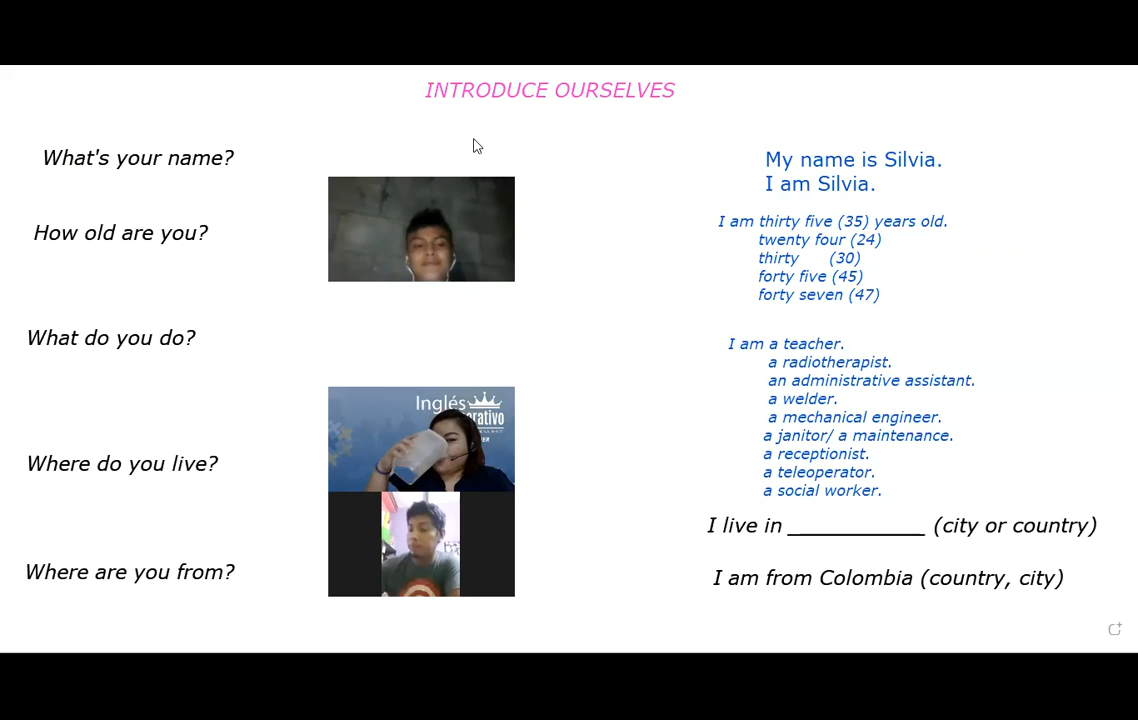 INTRODUCE OURSELVES
What's your name?
How old are you?
What do you do?
Where do you live?
Where are you from?
Inglés
My name is Silvia.
I am Silvia.
I am thirty five (35) years old.
twenty four (24)
thirty (30)
forty five (45)
forty seven (47)
I am a teacher.
a radiotherapist.
an administrative assistant.
a welder.
a mechanical engineer.
a janitor/ a maintenance.
a receptionist.
a teleoperator.
a social worker.
I live in ____________ (city or country)
I am from Colombia (country, city)